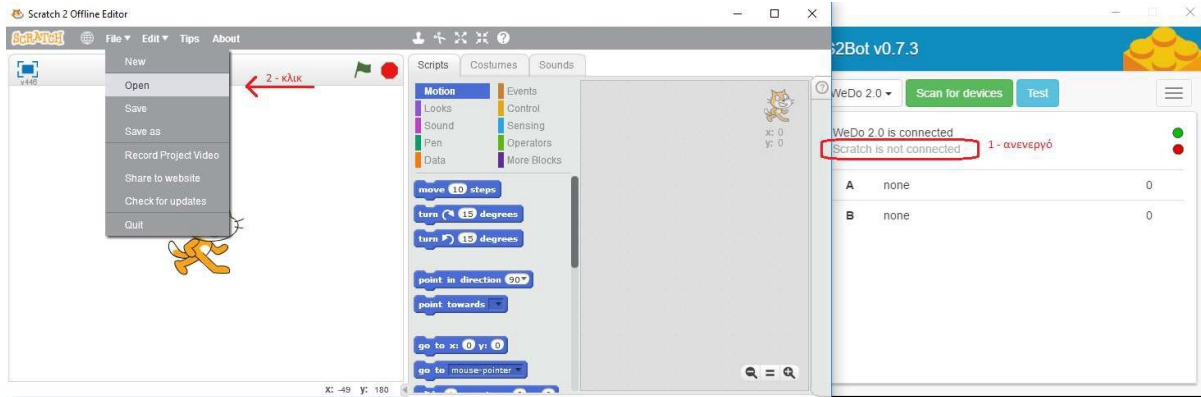 Scratch 2 Offline Editor
SCRATCH File Edit Tips About
New
Open
Save
Save as
Record Project Video
Share to website
Check for updates
Quit
v446
2 - κλικ
x: -49 y: 180
Scripts Costumes Sounds
Motion Events
Looks Control
Sound Sensing
Pen Operators
Data More Blocks
x: 0
y: 0
move 10 steps
turn 15 degrees
turn 15 degrees
point in direction 90
point towards
go to x: 0 y: 0
go to mouse-pointer
s2Bot v0.7.3
WeDo 2.0 Scan for devices Test
WeDo 2.0 is connected
Scratch is not connected 1 - ανενεργό
A none 0
B none 0